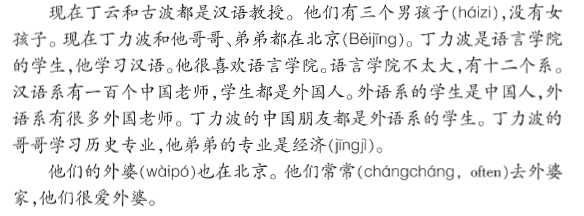 现在丁云和古波都是汉语教授。他们有三个男孩子(háizi),没有女
孩子。现在丁力波和他哥哥、弟弟都在北京(Běijīng)。丁力波是语言学院
的学生,他学习汉语。他很喜欢语言学院。语言学院不太大,有十二个系。
汉语系有一百个中国老师,学生都是外国人。外语系的学生是中国人,外
语系有很多外国老师。丁力波的中国朋友都是外语系的学生。丁力波的
哥哥学习历史专业,他弟弟的专业是经济(jīngjì)。
他们的外婆(wàipó)也在北京。他们常常(chángcháng, often)去外婆
家,他们很爱外婆。